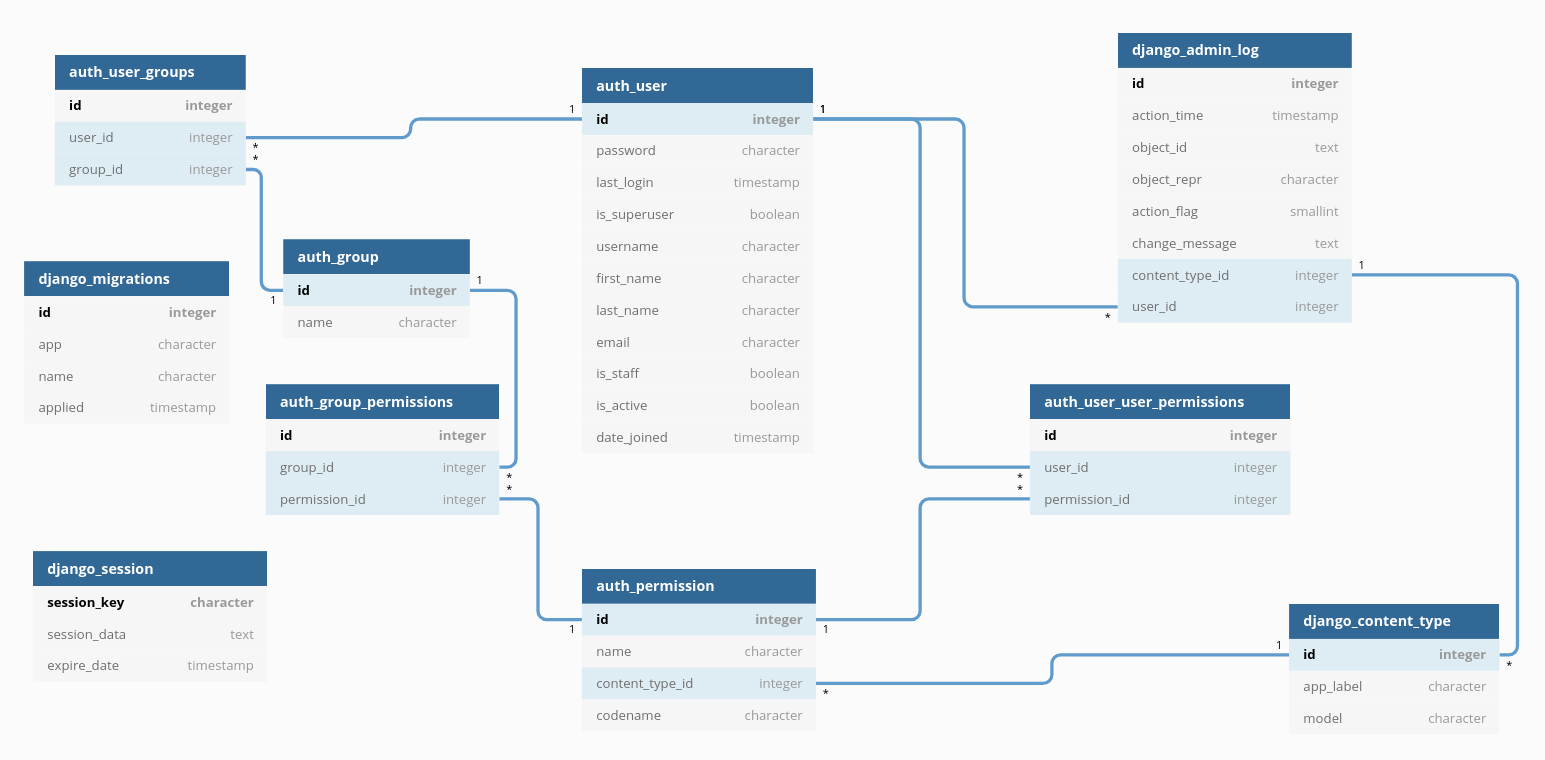 auth_user_groups
id integer
user_id integer
*
*
group_id integer
auth_user
1
id integer
1
password character
last_login timestamp
is_superuser boolean
username character
first_name character
last_name character
email character
is_staff boolean
is_active boolean
date_joined timestamp
django_admin_log
id integer
action_time timestamp
object_id text
object_repr character
action_flag smallint
change_message text
content_type_id integer
1
user_id integer
*
auth_group
id integer
1
1
name character
django_migrations
id integer
app character
name character
applied timestamp
auth_group_permissions
id integer
group_id integer
*
*
permission_id integer
auth_user_user_permissions
id integer
user_id integer
*
*
permission_id integer
django_session
session_key character
session_data text
expire_date timestamp
auth_permission
id integer
1
1
name character
content_type_id integer
*
codename character
django_content_type
1
id integer
*
app_label character
model character